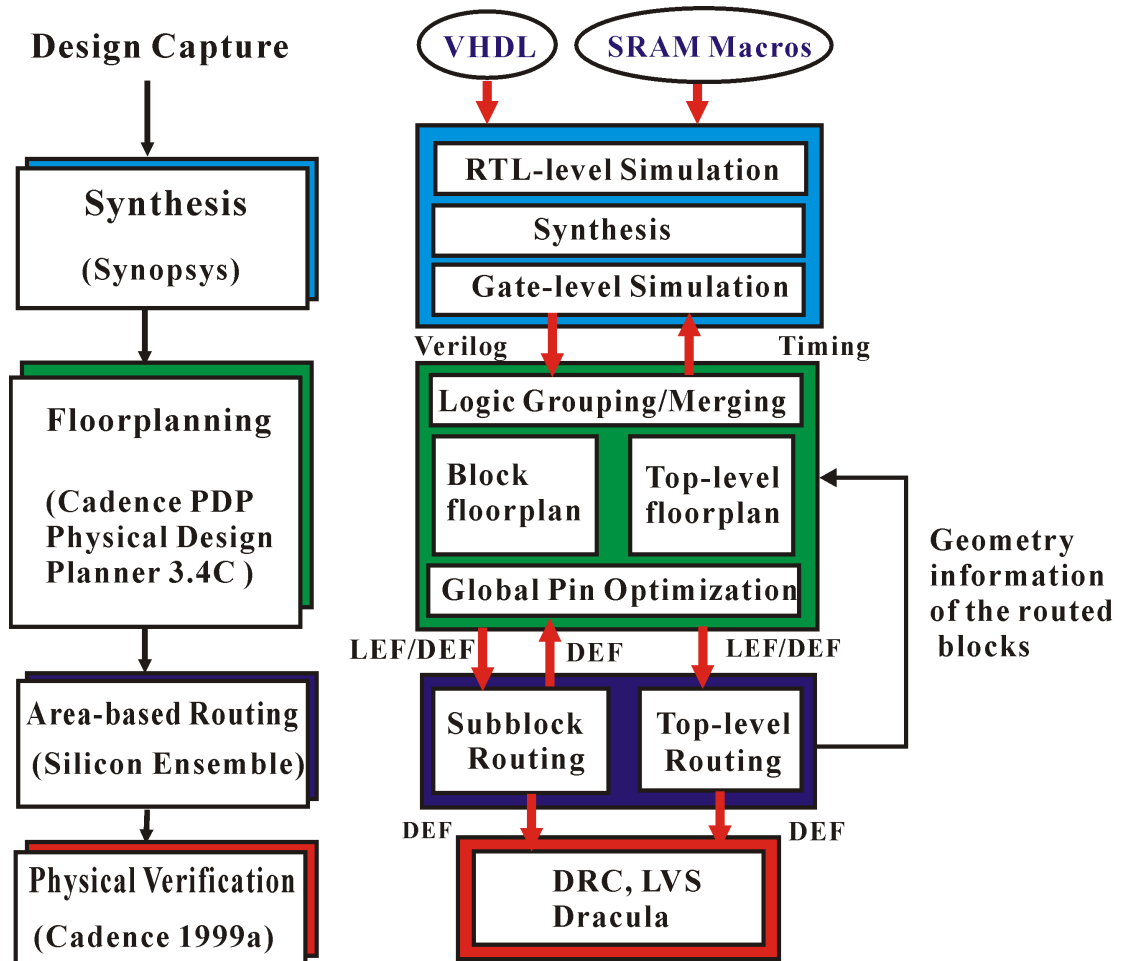 Design Capture
Synthesis
(Synopsys)
Floorplanning
(Cadence PDP
Physical Design
Planner 3.4C )
Area-based Routing
(Silicon Ensemble)
Physical Verification
(Cadence 1999a)
VHDL
SRAM Macros
RTL-level Simulation
Synthesis
Gate-level Simulation
Verilog
Timing
Logic Grouping/Merging
Block
floorplan
Top-level
floorplan
Global Pin Optimization
LEF/DEF
DEF
LEF/DEF
Subblock
Routing
Top-level
Routing
DEF
DEF
DRC, LVS
Dracula
Geometry
information
of the routed
blocks